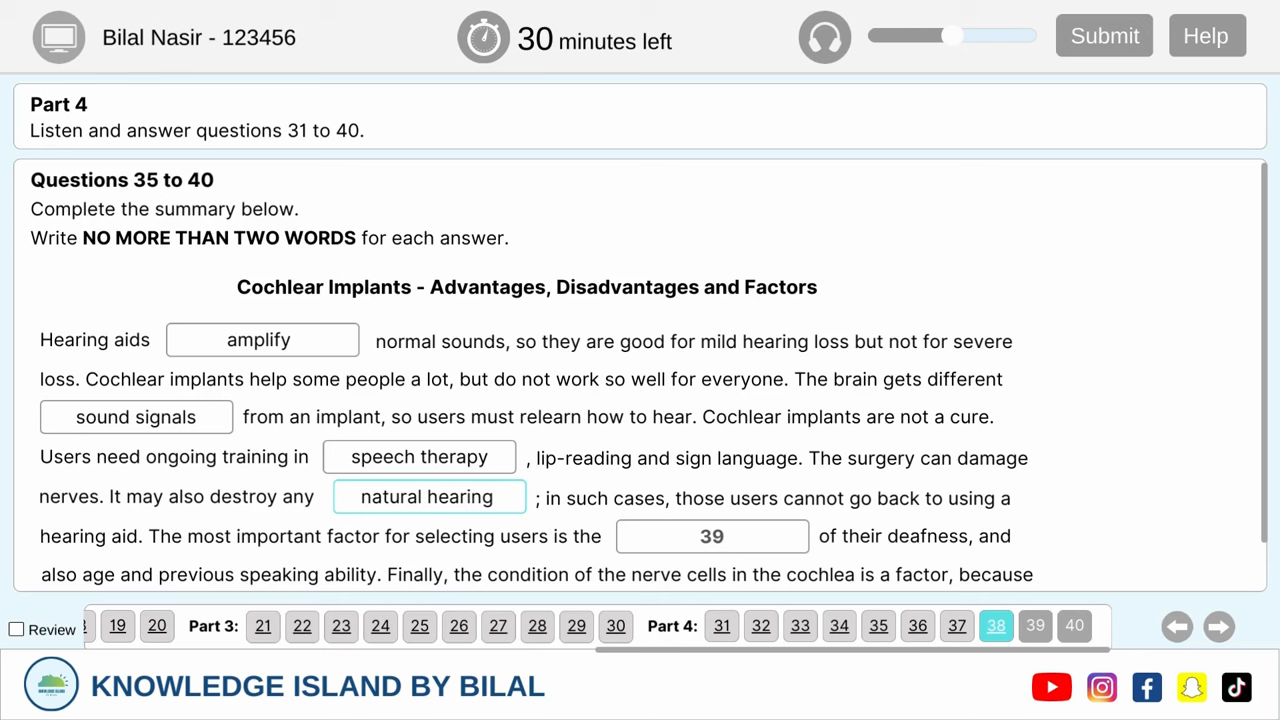 Bilal Nasir - 123456
30 minutes left
Submit
Help
Part 4
Listen and answer questions 31 to 40.
Questions 35 to 40
Complete the summary below.
Write NO MORE THAN TWO WORDS for each answer.
Cochlear Implants - Advantages, Disadvantages and Factors
Hearing aids amplify normal sounds, so they are good for mild hearing loss but not for severe
loss. Cochlear implants help some people a lot, but do not work so well for everyone. The brain gets different
sound signals from an implant, so users must relearn how to hear. Cochlear implants are not a cure.
Users need ongoing training in speech therapy , lip-reading and sign language. The surgery can damage
nerves. It may also destroy any natural hearing ; in such cases, those users cannot go back to using a
hearing aid. The most important factor for selecting users is the 39 of their deafness, and
also age and previous speaking ability. Finally, the condition of the nerve cells in the cochlea is a factor, because
Review 19 20 Part 3: 21 22 23 24 25 26 27 28 29 30 Part 4: 31 32 33 34 35 36 37 38 39 40
KNOWLEDGE ISLAND BY BILAL